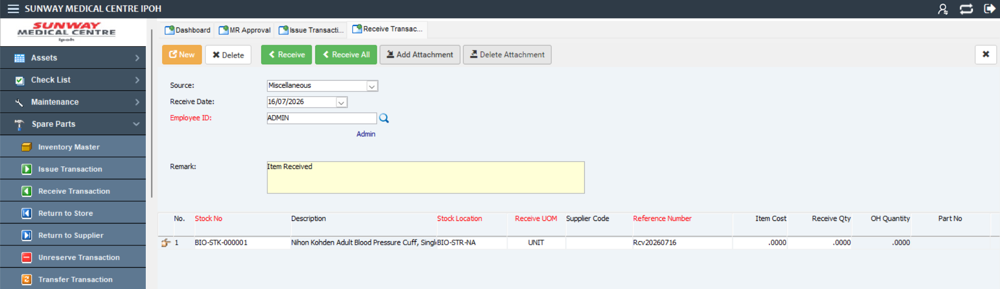 SUNWAY MEDICAL CENTRE IPOH
SUNWAY
MEDICAL CENTRE
Ipoh
Assets
Check List
Maintenance
Spare Parts
Inventory Master
Issue Transaction
Receive Transaction
Return to Store
Return to Supplier
Unreserve Transaction
Transfer Transaction
Dashboard MR Approval Issue Transacti... Receive Transac...
New Delete Receive Receive All Add Attachment Delete Attachment
Source: Miscellaneous
Receive Date: 16/07/2026
Employee ID: ADMIN
Admin
Remark: Item Received
No. Stock No Description Stock Location Receive UOM Supplier Code Reference Number Item Cost Receive Qty OH Quantity Part No
1 BIO-STK-000001 Nihon Kohden Adult Blood Pressure Cuff, Singl BIO-STR-NA UNIT Rcv20260716 .0000 .0000 .0000